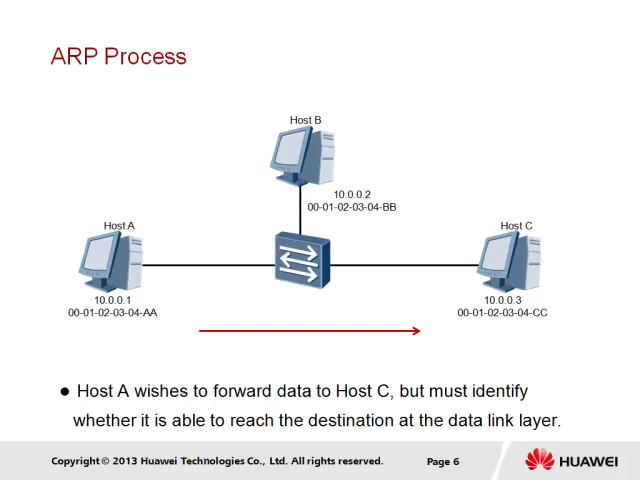 ARP Process
Host B
10.0.0.2
00-01-02-03-04-BB
Host A
Host C
10.0.0.1
00-01-02-03-04-AA
10.0.0.3
00-01-02-03-04-CC
● Host A wishes to forward data to Host C, but must identify
whether it is able to reach the destination at the data link layer.
Copyright © 2013 Huawei Technologies Co., Ltd. All rights reserved.
Page 6
HUAWEI